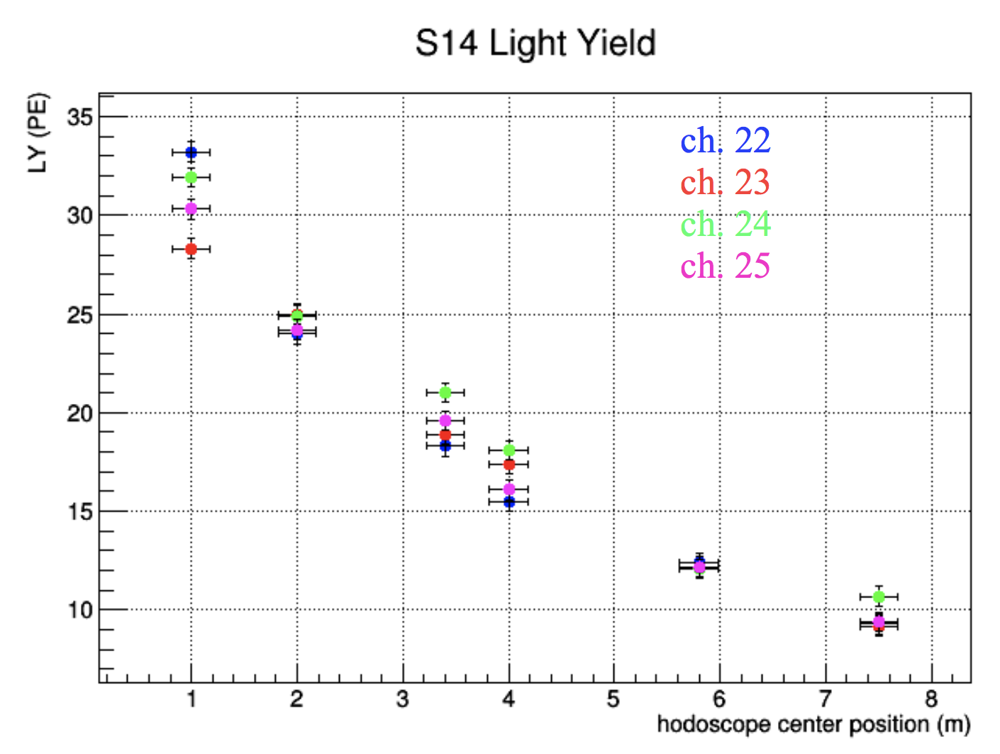 S14 Light Yield
LY (PE)
35
30
25
20
15
10
ch. 22
ch. 23
ch. 24
ch. 25
1 2 3 4 5 6 7 8
hodoscope center position (m)